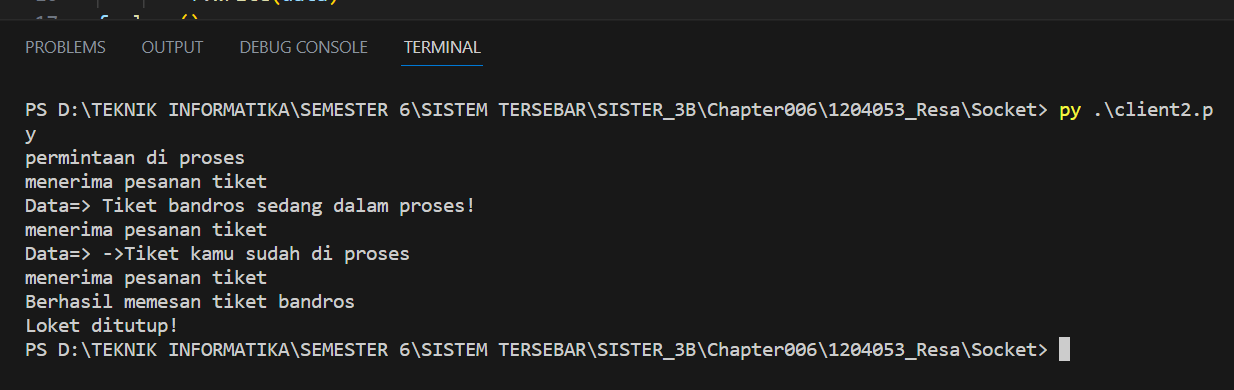 PROBLEMS OUTPUT DEBUG CONSOLE TERMINAL
PS D:\TEKNIK INFORMATIKA\SEMESTER 6\SISTEM TERSEBAR\SISTER_3B\Chapter006\1204053_Resa\Socket> py .\client2.p
y
permintaan di proses
menerima pesanan tiket
Data=> Tiket bandros sedang dalam proses!
menerima pesanan tiket
Data=> ->Tiket kamu sudah di proses
menerima pesanan tiket
Berhasil memesan tiket bandros
Loket ditutup!
PS D:\TEKNIK INFORMATIKA\SEMESTER 6\SISTEM TERSEBAR\SISTER_3B\Chapter006\1204053_Resa\Socket>